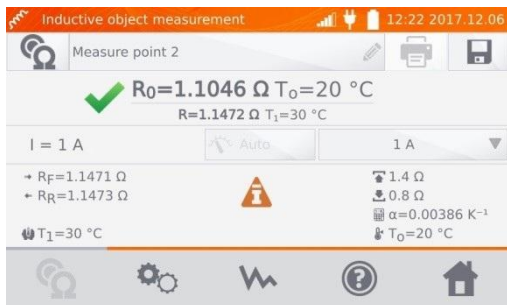 Inductive object measurement 12:22 2017.12.06
Measure point 2
R0=1.1046 Ω To=20 °C
R=1.1472 Ω T1=30 °C
I = 1 A Auto 1 A
RF=1.1471 Ω 1.4 Ω
RR=1.1473 Ω 0.8 Ω
α=0.00386 K⁻¹
T1=30 °C To=20 °C